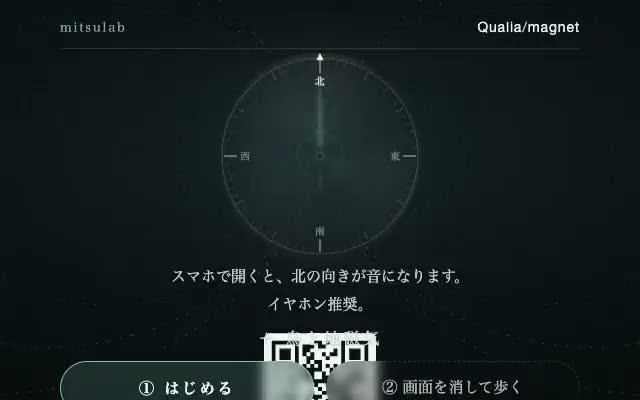 mitsulab
Qualia/magnet
北
西
東
南
スマホで開くと、北の向きが音になります。
イヤホン推奨。
① はじめる
② 画面を消して歩く